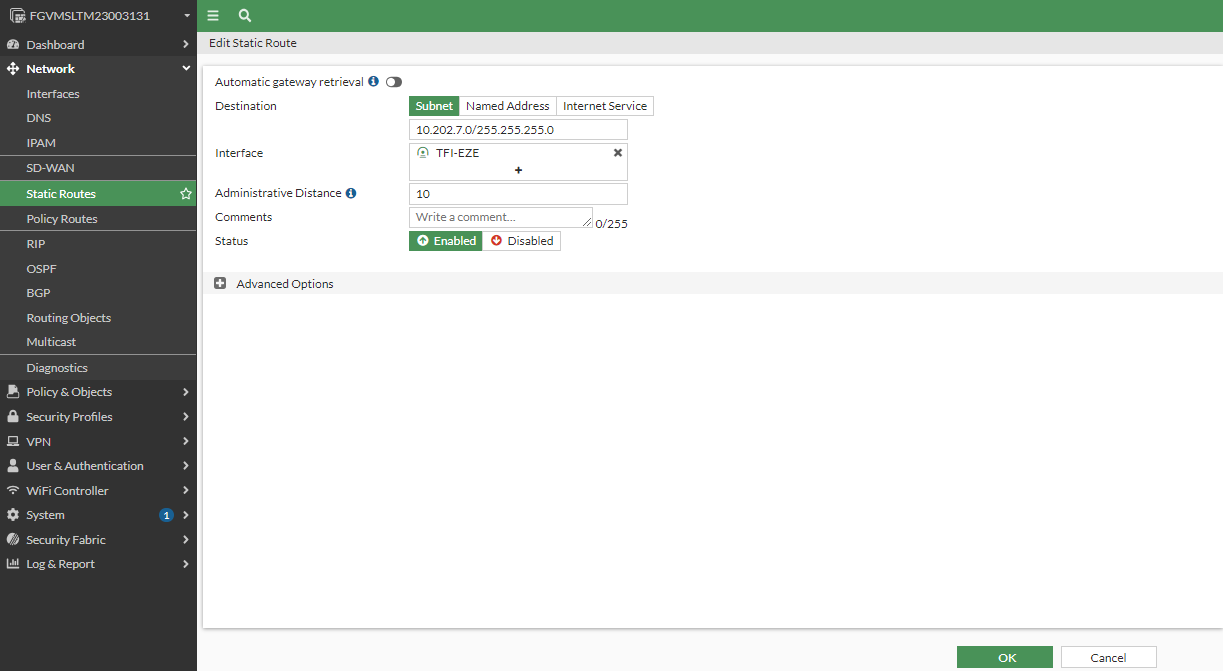 FGVMSLTM23003131
Dashboard
Network
Interfaces
DNS
IPAM
SD-WAN
Static Routes
Policy Routes
RIP
OSPF
BGP
Routing Objects
Multicast
Diagnostics
Policy & Objects
Security Profiles
VPN
User & Authentication
WiFi Controller
System 1
Security Fabric
Log & Report
Edit Static Route
Automatic gateway retrieval
Destination Subnet Named Address Internet Service
10.202.7.0/255.255.255.0
Interface TFI-EZE
Administrative Distance 10
Comments Write a comment... 0/255
Status Enabled Disabled
Advanced Options
OK Cancel